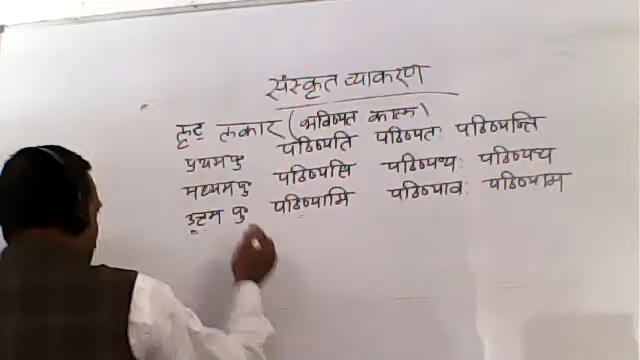 संस्कृत व्याकरण
लृट् लकार (भविष्यत काल)
प्रथम पु पठिष्यति पठिष्यतः पठिष्यन्ति
मध्यम पु पठिष्यसि पठिष्यथः पठिष्यथ
उत्तम पु पठिष्यामि पठिष्यावः पठिष्याम